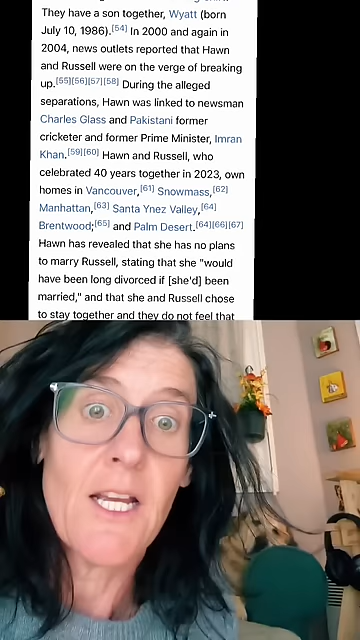 They have a son together, Wyatt (born
July 10, 1986).[54] In 2000 and again in
2004, news outlets reported that Hawn
and Russell were on the verge of breaking
up.[55][56][57][58] During the alleged
separations, Hawn was linked to newsman
Charles Glass and Pakistani former
cricketer and former Prime Minister, Imran
Khan.[59][60] Hawn and Russell, who
celebrated 40 years together in 2023, own
homes in Vancouver,[61] Snowmass,[62]
Manhattan,[63] Santa Ynez Valley,[64]
Brentwood;[65] and Palm Desert.[64][66][67]
Hawn has revealed that she has no plans
to marry Russell, stating that she "would
have been long divorced if [she'd] been
married," and that she and Russell chose
to stay together and they do not feel that